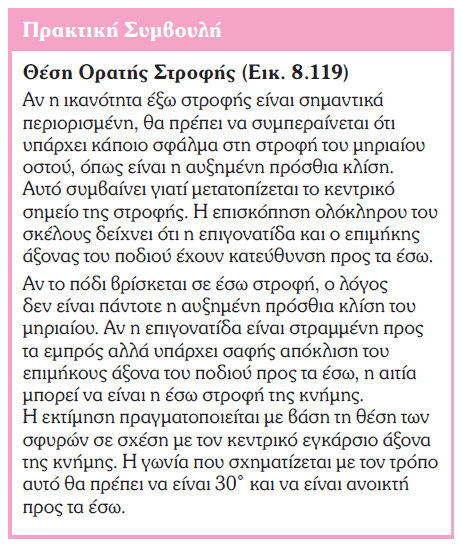 Πρακτική Συμβουλή
Θέση Ορατής Στροφής (Εικ. 8.119)
Αν η ικανότητα έξω στροφής είναι σημαντικά
περιορισμένη, θα πρέπει να συμπεραίνεται ότι
υπάρχει κάποιο σφάλμα στη στροφή του μηριαίου
οστού, όπως είναι η αυξημένη πρόσθια κλίση.
Αυτό συμβαίνει γιατί μετατοπίζεται το κεντρικό
σημείο της στροφής. Η επισκόπηση ολόκληρου του
σκέλους δείχνει ότι η επιγονατίδα και ο επιμήκης
άξονας του ποδιού έχουν κατεύθυνση προς τα έσω.
Αν το πόδι βρίσκεται σε έσω στροφή, ο λόγος
δεν είναι πάντοτε η αυξημένη πρόσθια κλίση του
μηριαίου. Αν η επιγονατίδα είναι στραμμένη προς
τα εμπρός αλλά υπάρχει σαφής απόκλιση του
επιμήκους άξονα του ποδιού προς τα έσω, η αιτία
μπορεί να είναι η έσω στροφή της κνήμης.
Η εκτίμηση πραγματοποιείται με βάση τη θέση των
σφυρών σε σχέση με τον κεντρικό εγκάρσιο άξονα
της κνήμης. Η γωνία που σχηματίζεται με τον τρόπο
αυτό θα πρέπει να είναι 30° και να είναι ανοικτή
προς τα έσω.